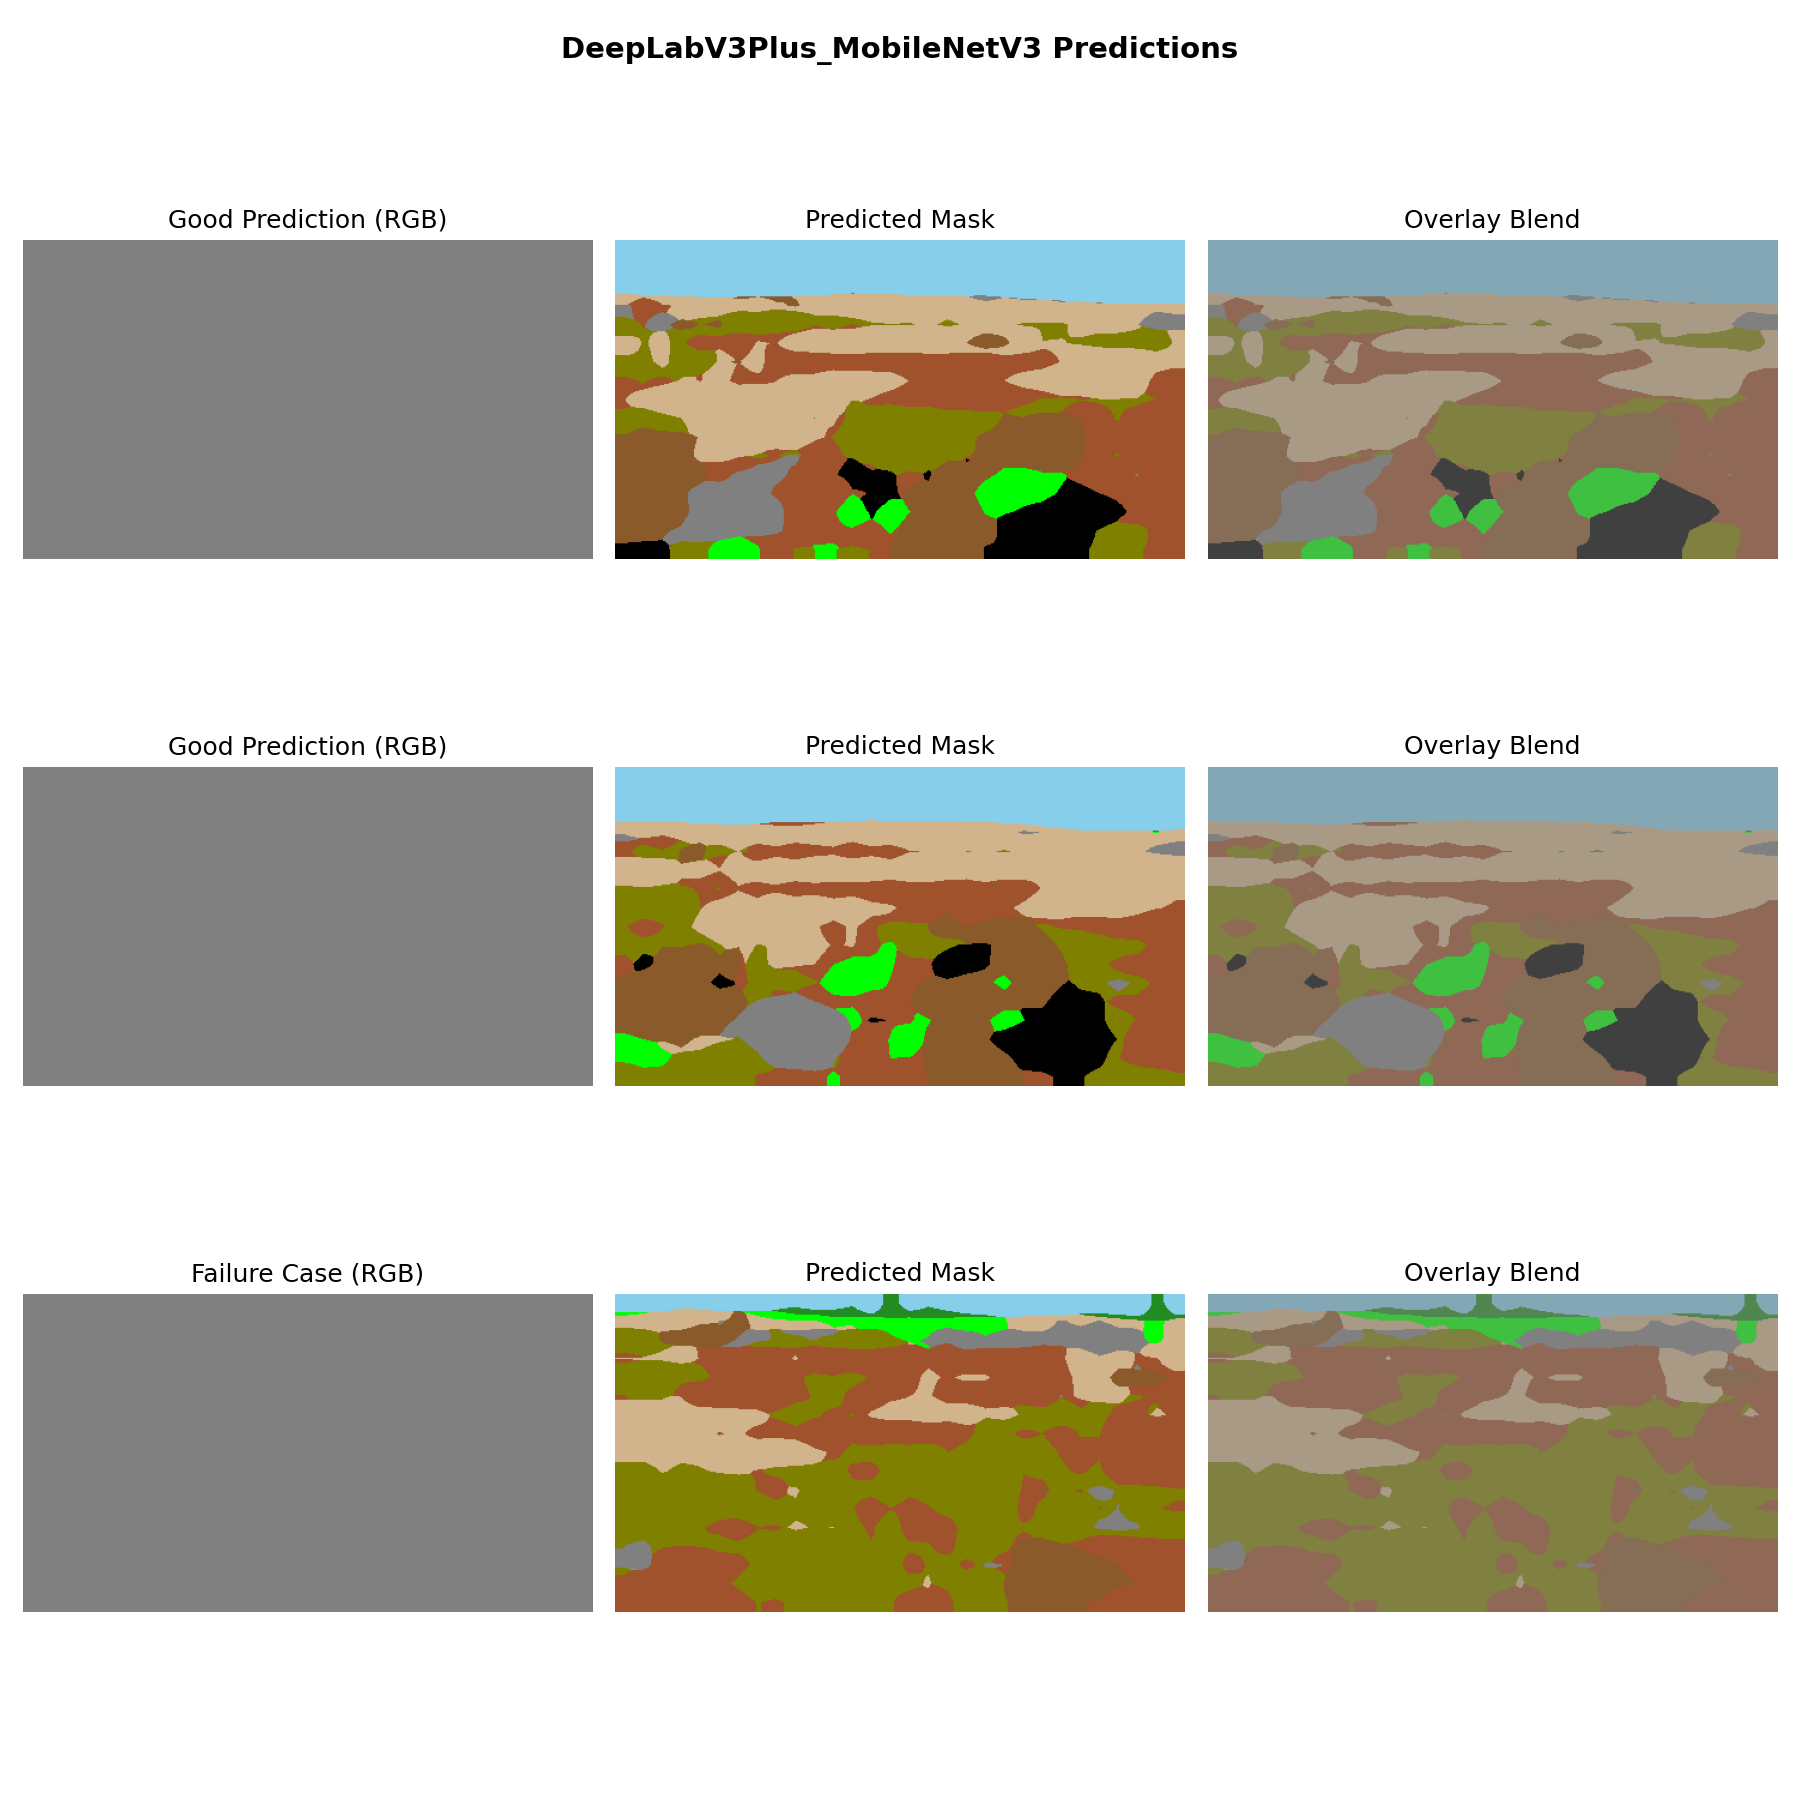 DeepLabV3Plus_MobileNetV3 Predictions
Good Prediction (RGB)
Predicted Mask
Overlay Blend
Good Prediction (RGB)
Predicted Mask
Overlay Blend
Failure Case (RGB)
Predicted Mask
Overlay Blend